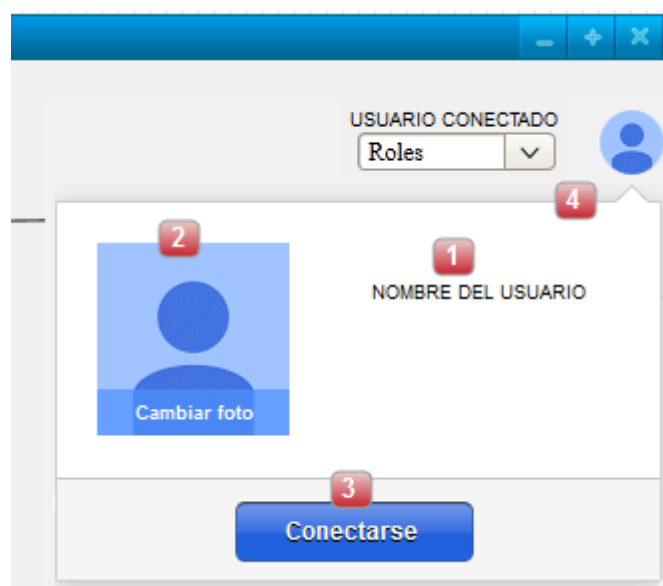 USUARIO CONECTADO
Roles
4
2
1
NOMBRE DEL USUARIO
Cambiar foto
3
Conectarse